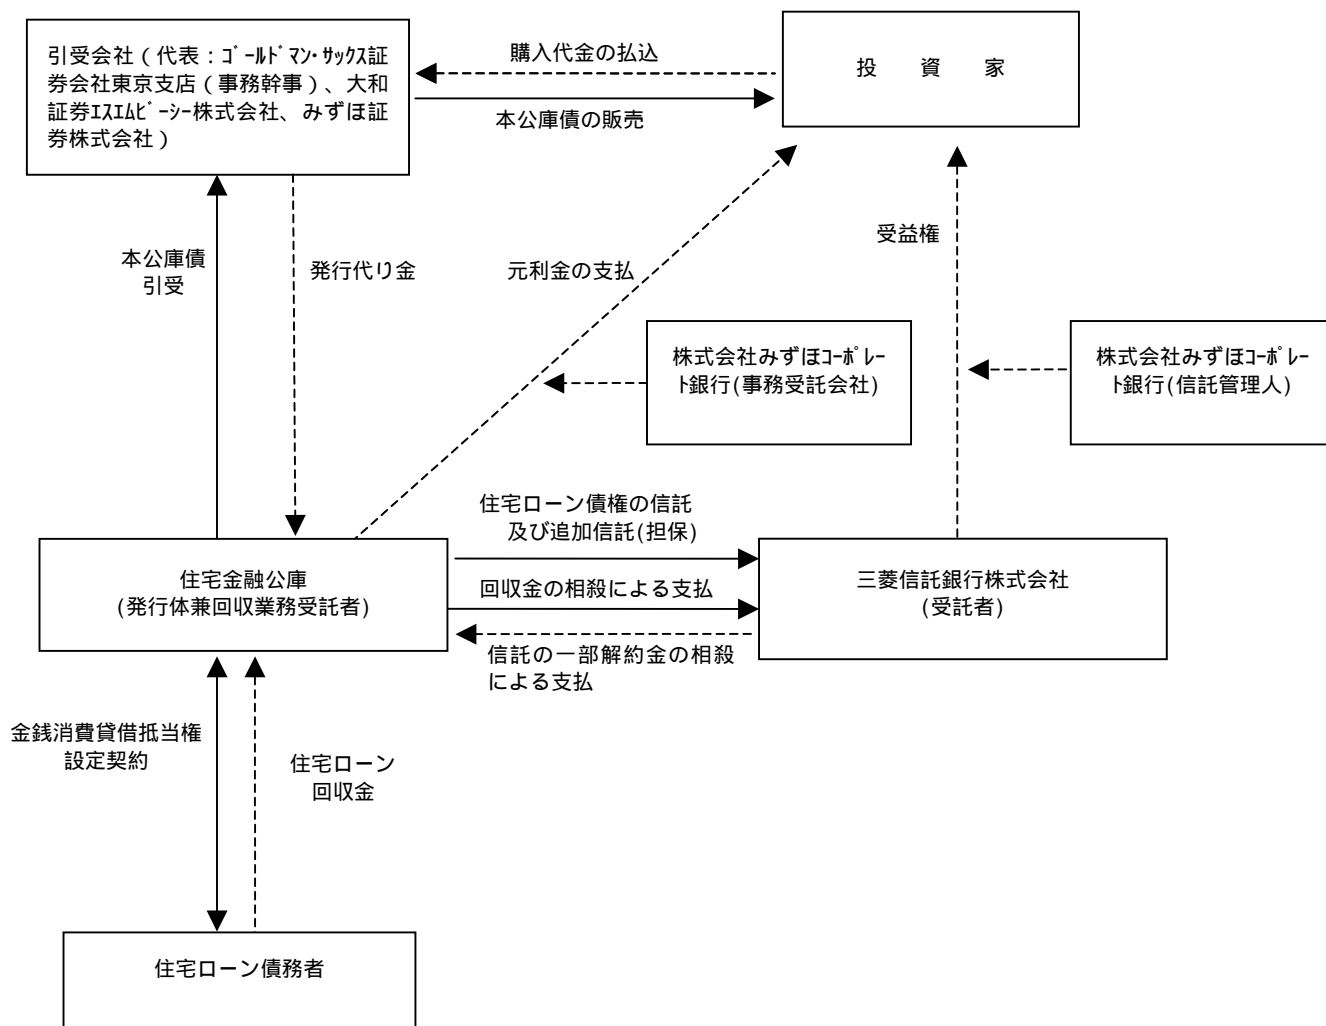 引受会社（代表：ｺﾞｰﾙﾄﾞﾏﾝ･ｻｯｸｽ証
券会社東京支店（事務幹事）、大和
証券ｴｽｴﾑﾋﾞｰｼｰ株式会社、みずほ証
券株式会社）
購入代金の払込
本公庫債の販売
投　資　家
本公庫債
引受
発行代り金
元利金の支払
受益権
株式会社みずほｺｰﾎﾟﾚｰ
ﾄ銀行(事務受託会社)
株式会社みずほｺｰﾎﾟﾚｰ
ﾄ銀行(信託管理人)
住宅ローン債権の信託
及び追加信託(担保)
住宅金融公庫
(発行体兼回収業務受託者)
回収金の相殺による支払
信託の一部解約金の相殺
による支払
三菱信託銀行株式会社
(受託者)
金銭消費貸借抵当権
設定契約
住宅ローン
回収金
住宅ローン債務者